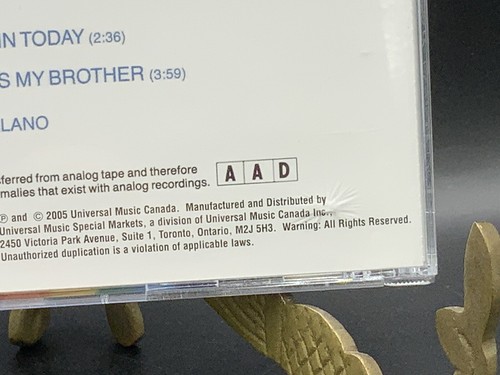 IN TODAY (2:36)
S MY BROTHER (3:59)
LANO
sferred from analog tape and therefore
malies that exist with analog recordings.
A A D
℗ and © 2005 Universal Music Canada. Manufactured and Distributed by
Universal Music Special Markets, a division of Universal Music Canada Inc.
2450 Victoria Park Avenue, Suite 1, Toronto, Ontario, M2J 5H3. Warning: All Rights Reserved.
Unauthorized duplication is a violation of applicable laws.